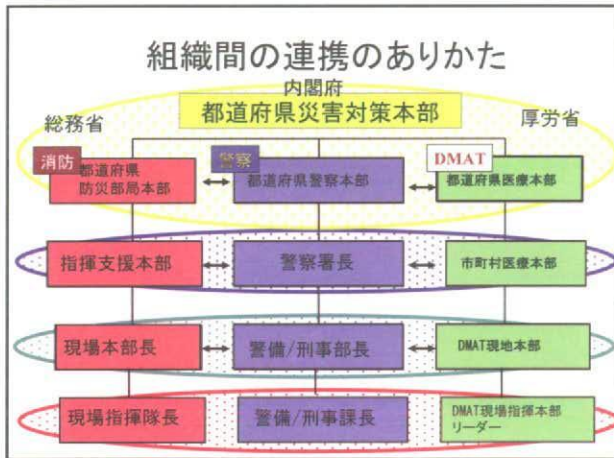 組織間の連携のありかた
内閣府
都道府県災害対策本部
総務省
厚労省
消防
警察
DMAT
都道府県
防災部局本部
都道府県警察本部
都道府県医療本部
指揮支援本部
警察署長
市町村医療本部
現場本部長
警備/刑事部長
DMAT現地本部
現場指揮隊長
警備/刑事課長
DMAT現場指揮本部
リーダー